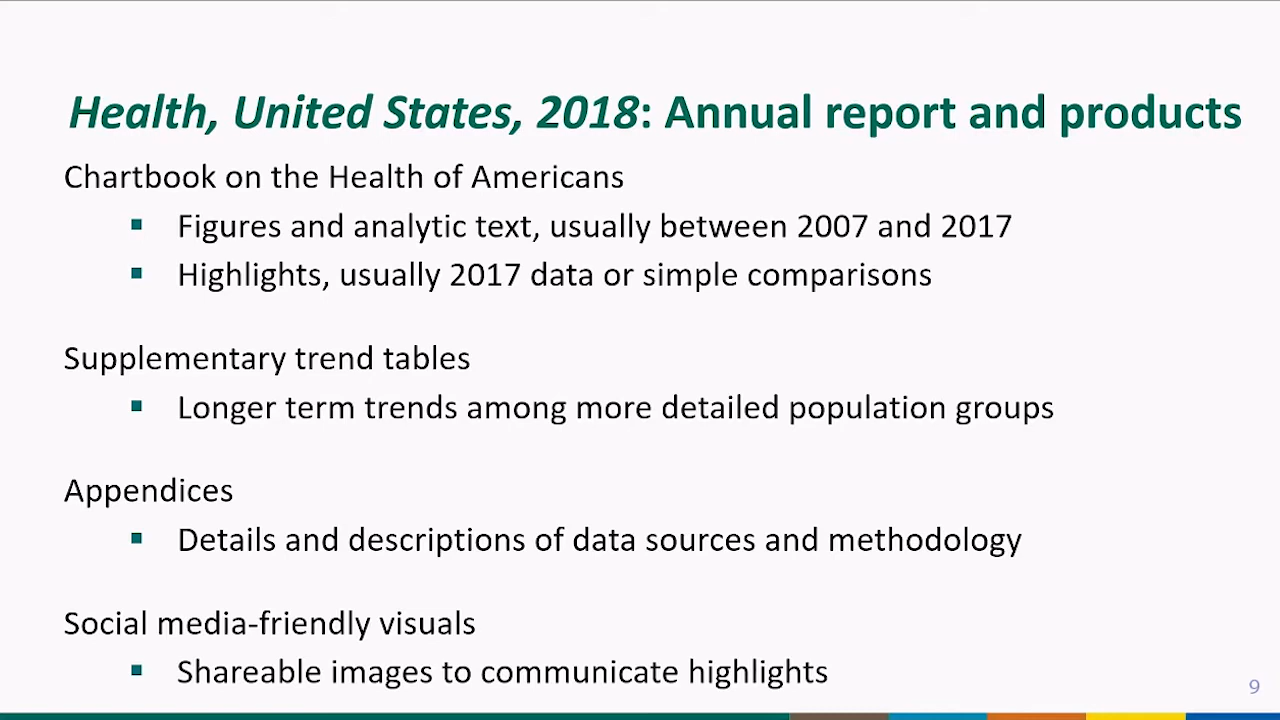 Health, United States, 2018: Annual report and products
Chartbook on the Health of Americans
▪ Figures and analytic text, usually between 2007 and 2017
▪ Highlights, usually 2017 data or simple comparisons
Supplementary trend tables
▪ Longer term trends among more detailed population groups
Appendices
▪ Details and descriptions of data sources and methodology
Social media-friendly visuals
▪ Shareable images to communicate highlights
9